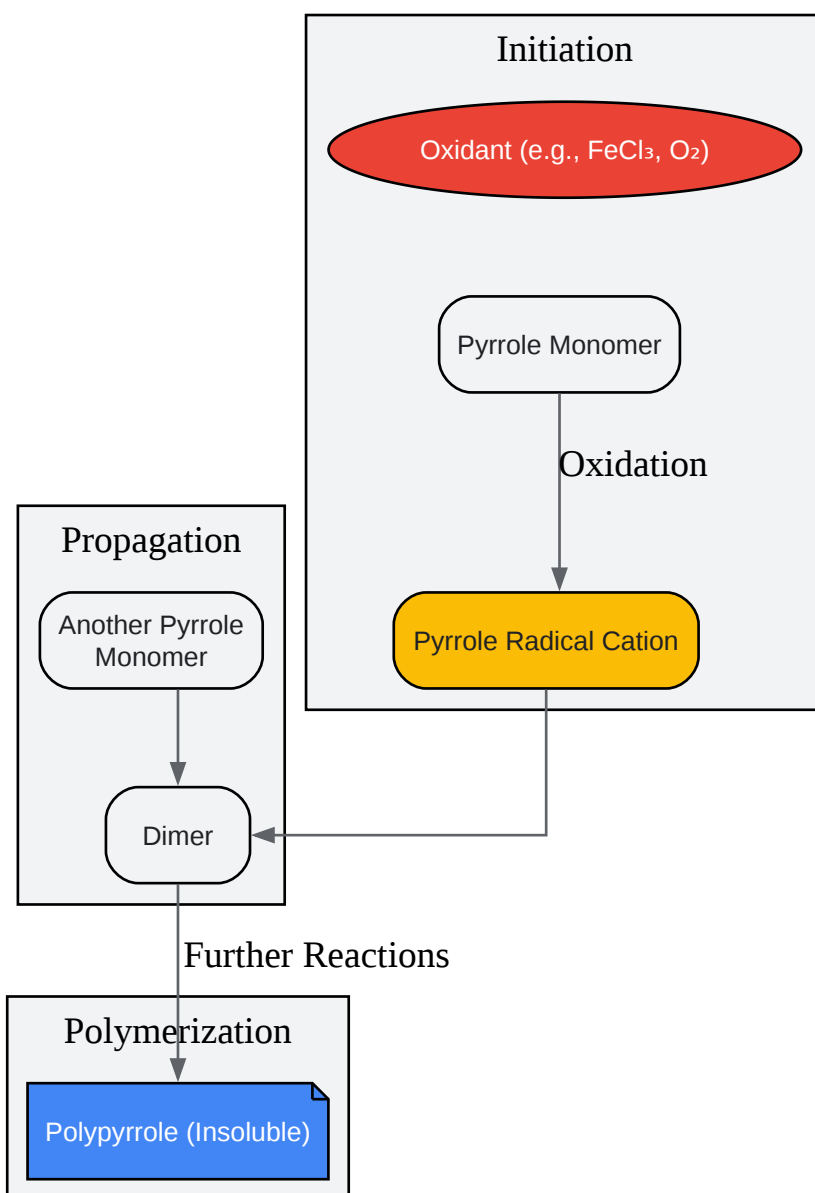 Initiation
Oxidant (e.g., FeCl₃, O₂)
Pyrrole Monomer
Oxidation
Pyrrole Radical Cation
Propagation
Another Pyrrole
Monomer
Dimer
Further Reactions
Polymerization
Polypyrrole (Insoluble)